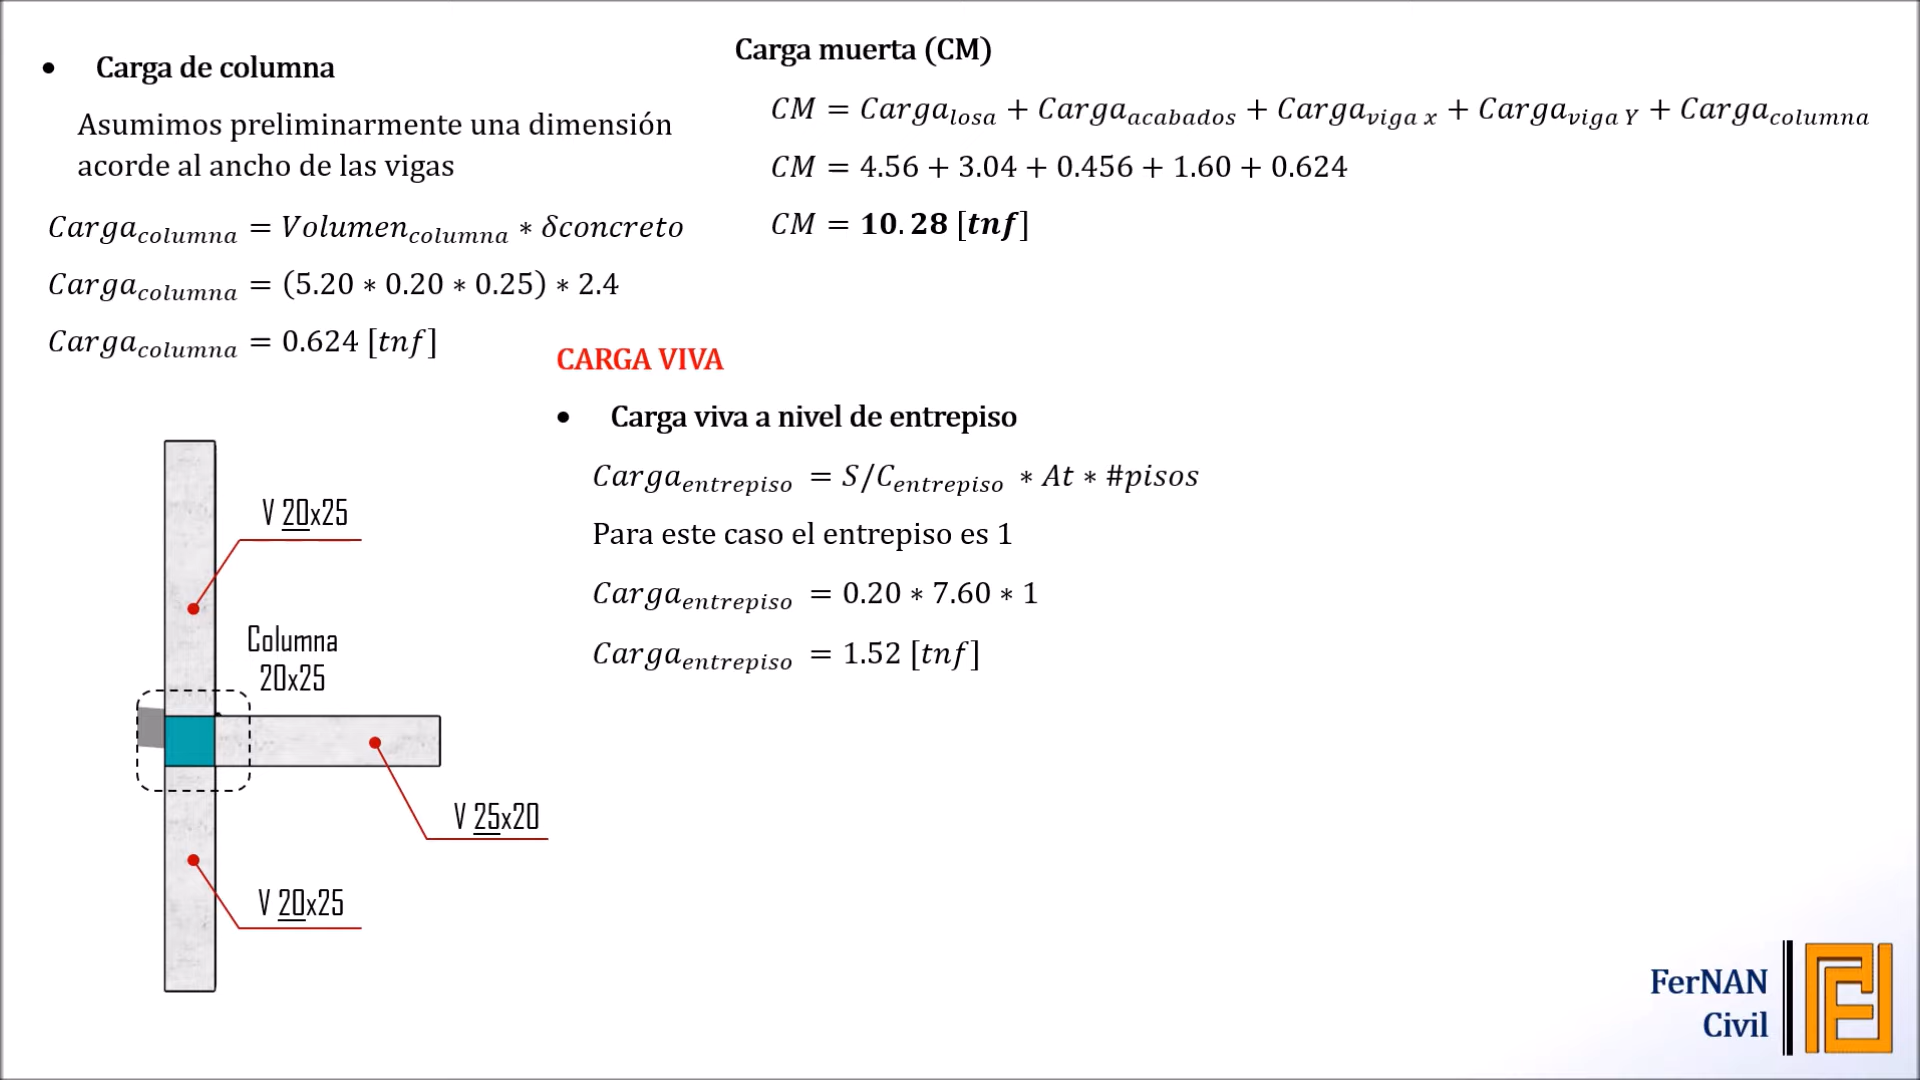 • Carga de columna
Asumimos preliminarmente una dimensión
acorde al ancho de las vigas
Carga_columna = Volumen_columna ∗ δconcreto
Carga_columna = (5.20 ∗ 0.20 ∗ 0.25) ∗ 2.4
Carga_columna = 0.624 [tnf]
Carga muerta (CM)
CM = Carga_losa + Carga_acabados + Carga_viga x + Carga_viga Y + Carga_columna
CM = 4.56 + 3.04 + 0.456 + 1.60 + 0.624
CM = 10.28 [tnf]
CARGA VIVA
• Carga viva a nivel de entrepiso
Carga_entrepiso = S/C_entrepiso ∗ At ∗ #pisos
Para este caso el entrepiso es 1
Carga_entrepiso = 0.20 ∗ 7.60 ∗ 1
Carga_entrepiso = 1.52 [tnf]
V 20x25
Columna
20x25
V 25x20
V 20x25
FerNAN
Civil